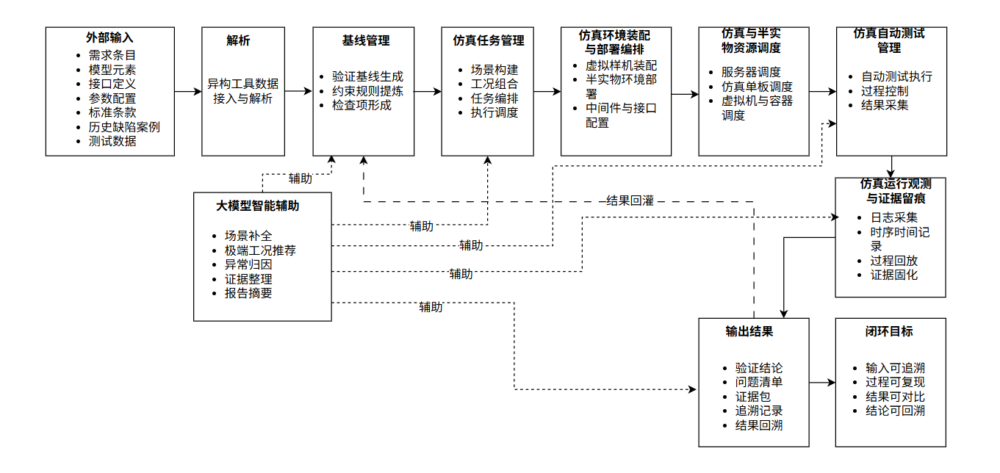 外部输入
需求条目
模型元素
接口定义
参数配置
标准条款
历史缺陷案例
测试数据
解析
异构工具数据
接入与解析
基线管理
验证基线生成
约束规则提炼
检查项形成
仿真任务管理
场景构建
工况组合
任务编排
执行调度
仿真环境装配
与部署编排
虚拟样机装配
半实物环境部
署
中间件与接口
配置
仿真与半实
物资源调度
服务器调度
仿真单板调度
虚拟机与容器
调度
仿真自动测试
管理
自动测试执行
过程控制
结果采集
辅助
大模型智能辅助
场景补全
极端工况推荐
异常归因
证据整理
报告摘要
结果回灌
辅助
辅助
辅助
辅助
仿真运行观测
与证据留痕
日志采集
时序时间记
录
过程回放
证据固化
输出结果
验证结论
问题清单
证据包
追溯记录
结果回溯
闭环目标
输入可追溯
过程可复现
结果可对比
结论可回溯